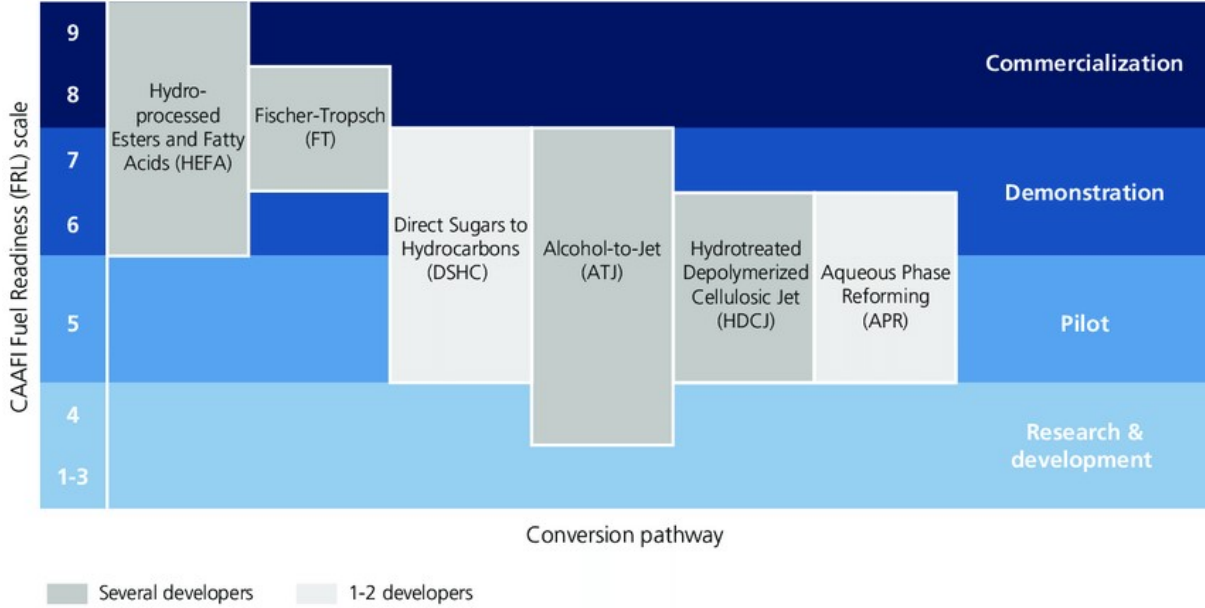 CAAFI Fuel Readiness (FRL) scale
9
8
7
6
5
4
1-3
Hydro-
processed
Esters and Fatty
Acids (HEFA)
Fischer-Tropsch
(FT)
Direct Sugars to
Hydrocarbons
(DSHC)
Alcohol-to-Jet
(ATJ)
Hydrotreated
Depolymerized
Cellulosic Jet
(HDCJ)
Aqueous Phase
Reforming
(APR)
Commercialization
Demonstration
Pilot
Research &
development
Conversion pathway
Several developers
1-2 developers